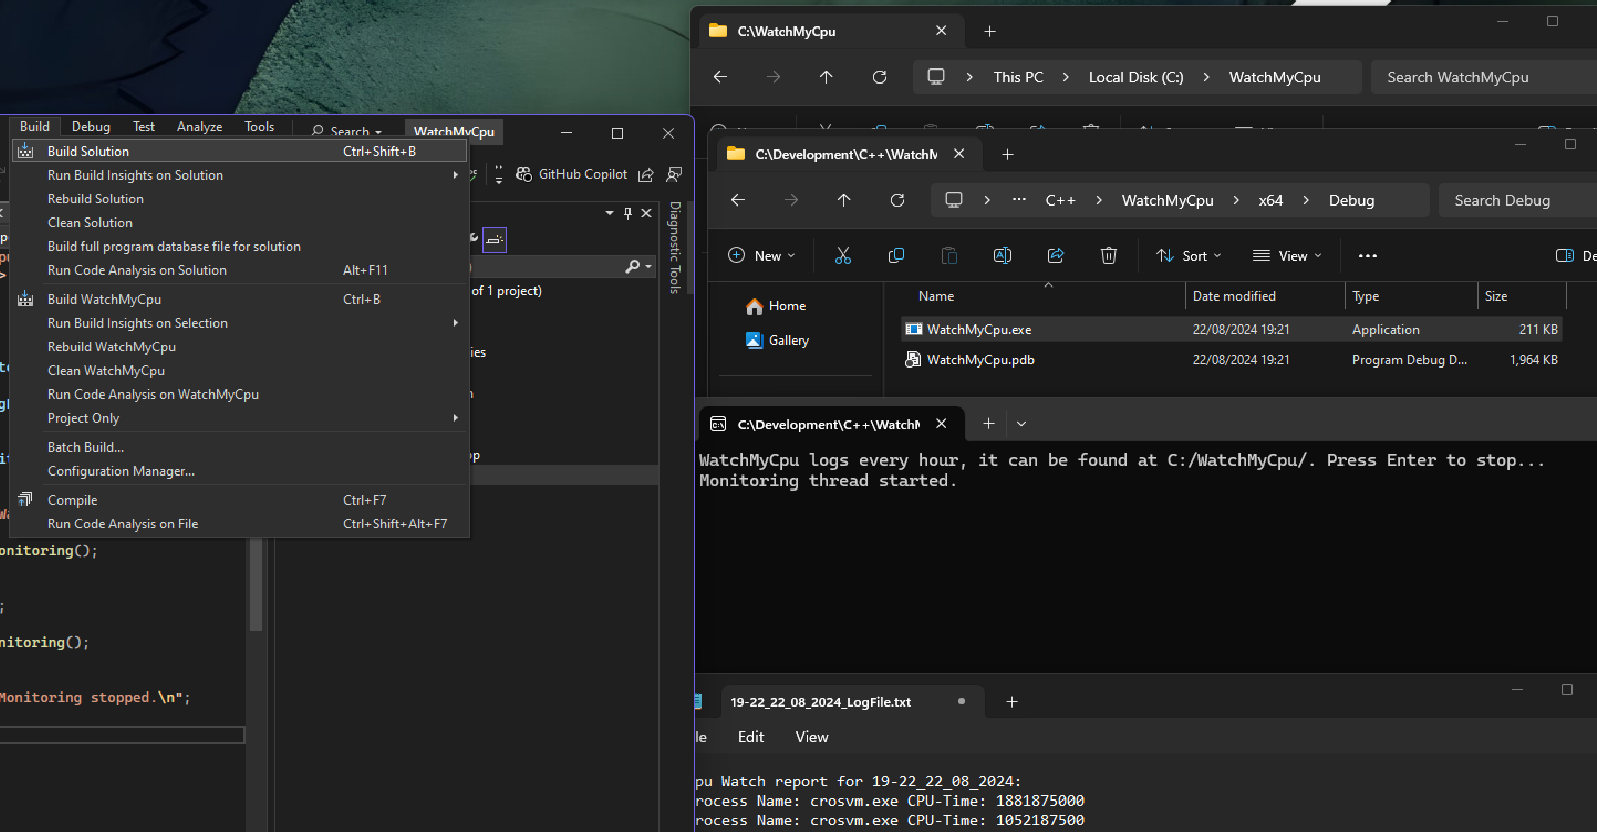 C:\WatchMyCpu
This PC > Local Disk (C:) > WatchMyCpu
Search WatchMyCpu
Build Debug Test Analyze Tools Search WatchMyCpu
Build Solution Ctrl+Shift+B
Run Build Insights on Solution
Rebuild Solution
Clean Solution
Build full program database file for solution
Run Code Analysis on Solution Alt+F11
Build WatchMyCpu Ctrl+B
Run Build Insights on Selection
Rebuild WatchMyCpu
Clean WatchMyCpu
Run Code Analysis on WatchMyCpu
Project Only
Batch Build...
Configuration Manager...
Compile Ctrl+F7
Run Code Analysis on File Ctrl+Shift+Alt+F7
GitHub Copilot
Diagnostic Tools
of 1 project)
ies
op
onitoring();
;
nitoring();
Monitoring stopped.\n";
C:\Development\C++\WatchM
... > C++ > WatchMyCpu > x64 > Debug
Search Debug
New Sort View ... De
Home
Gallery
Name Date modified Type Size
WatchMyCpu.exe 22/08/2024 19:21 Application 211 KB
WatchMyCpu.pdb 22/08/2024 19:21 Program Debug D... 1,964 KB
C:\Development\C++\WatchM
WatchMyCpu logs every hour, it can be found at C:/WatchMyCpu/. Press Enter to stop...
Monitoring thread started.
19-22_22_08_2024_LogFile.txt
le Edit View
pu Watch report for 19-22_22_08_2024:
rocess Name: crosvm.exe CPU-Time: 1881875000
rocess Name: crosvm.exe CPU-Time: 1052187500